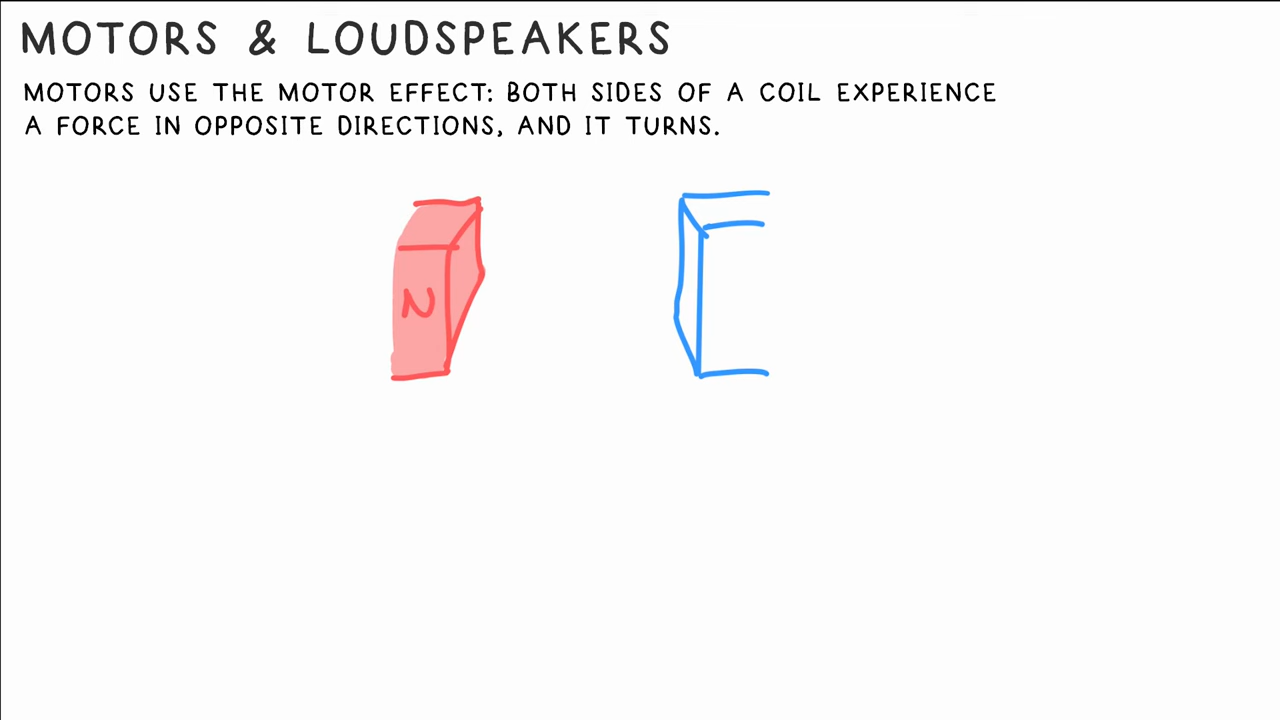 MOTORS & LOUDSPEAKERS
MOTORS USE THE MOTOR EFFECT: BOTH SIDES OF A COIL EXPERIENCE
A FORCE IN OPPOSITE DIRECTIONS, AND IT TURNS.
N